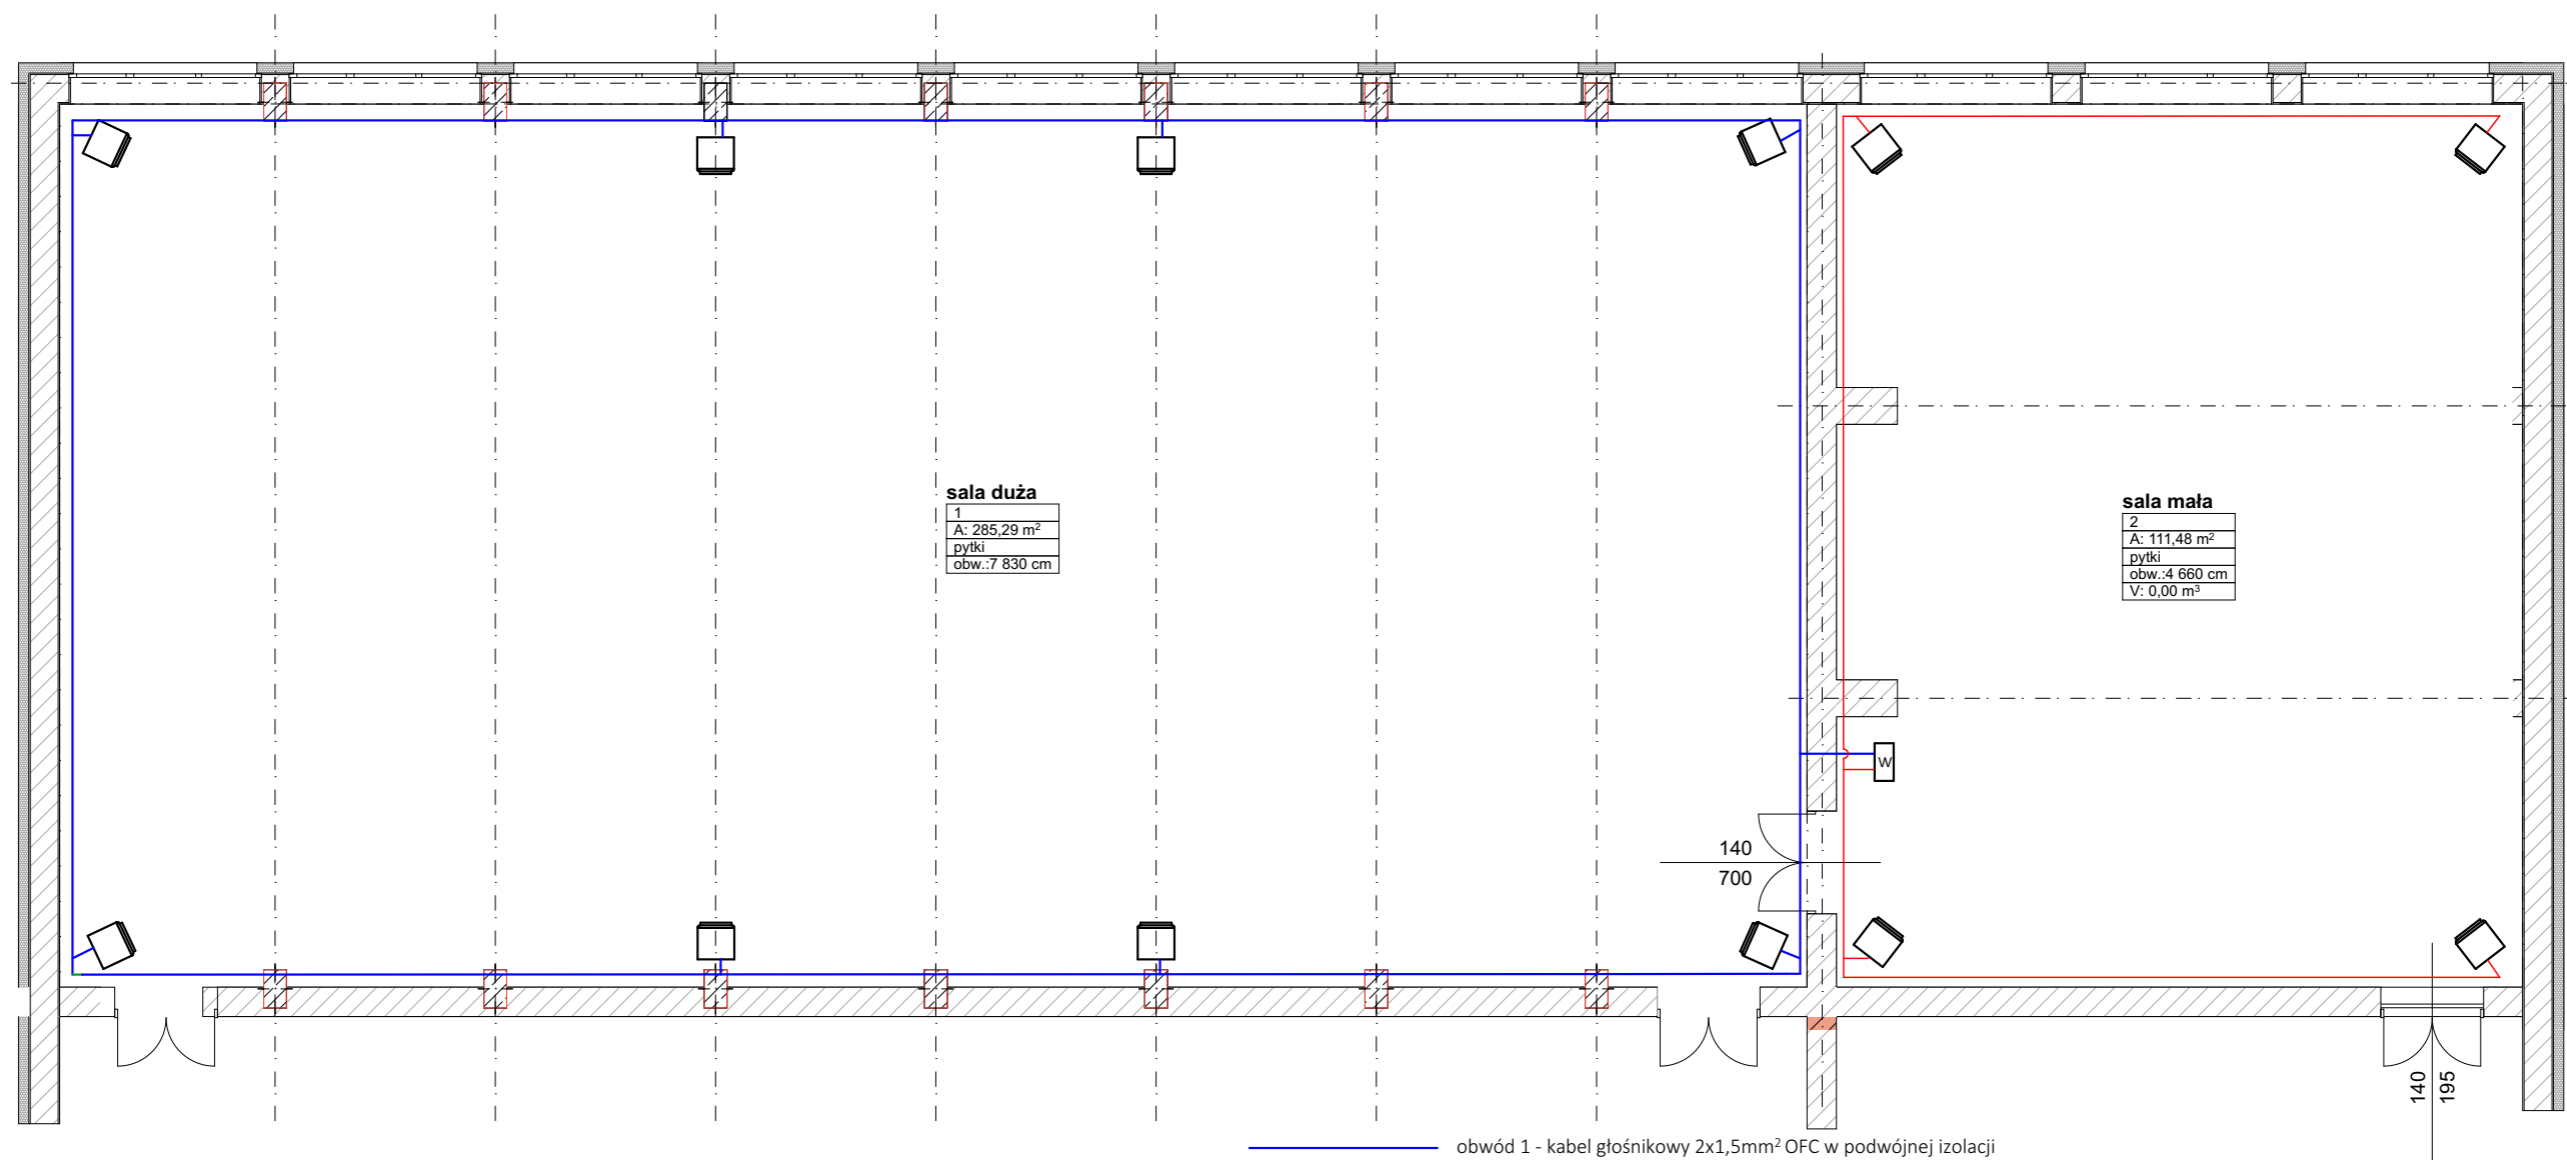 sala duża
1
A: 285,29 m²
pytki
obw.:7 830 cm
sala mała
2
A: 111,48 m²
pytki
obw.:4 660 cm
V: 0,00 m³
W
140
700
140
195
obwód 1 - kabel głośnikowy 2x1,5mm² OFC w podwójnej izolacji